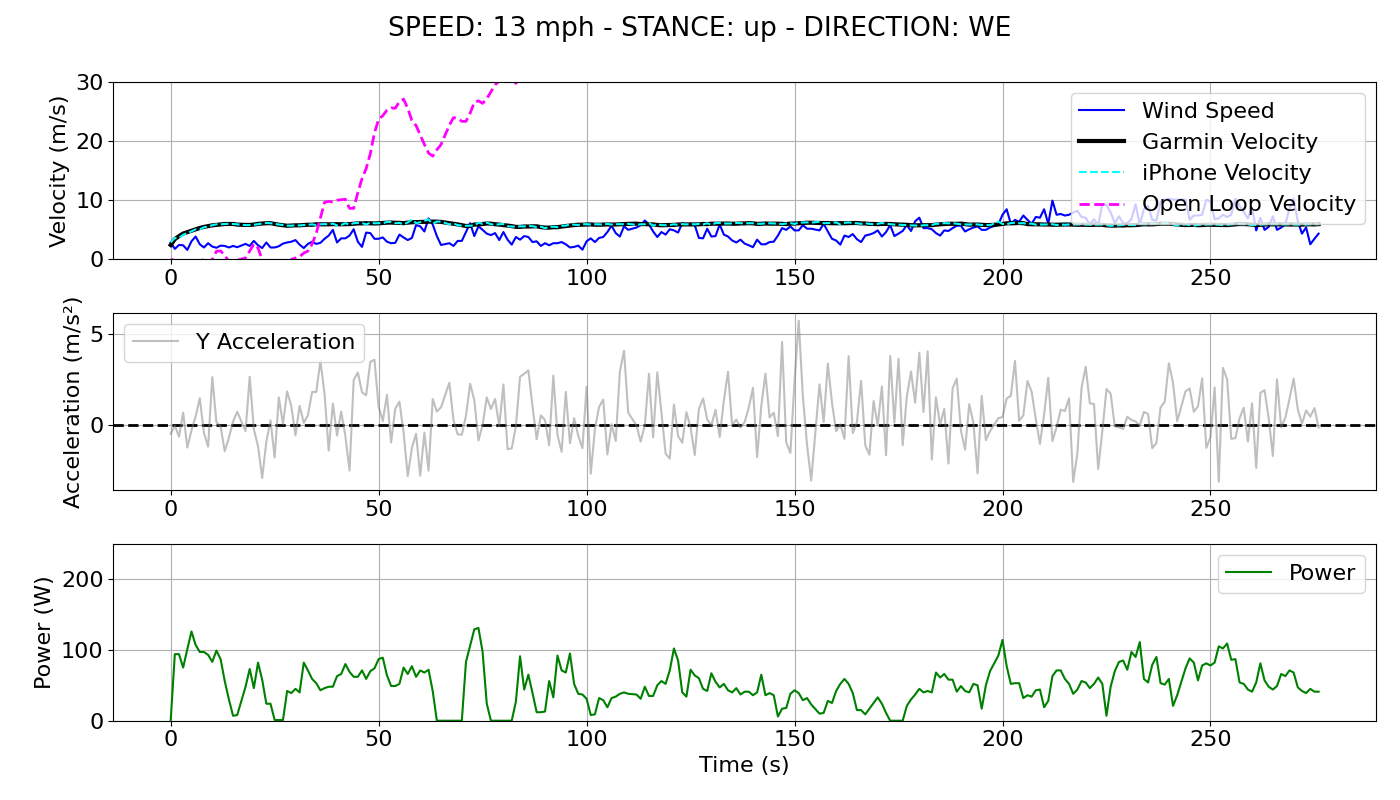 SPEED: 13 mph - STANCE: up - DIRECTION: WE
Velocity (m/s)
30
20
10
0
Wind Speed
Garmin Velocity
iPhone Velocity
Open Loop Velocity
0 50 100 150 200 250
Acceleration (m/s²)
5
0
Y Acceleration
0 50 100 150 200 250
Power (W)
200
100
0
Power
0 50 100 150 200 250
Time (s)